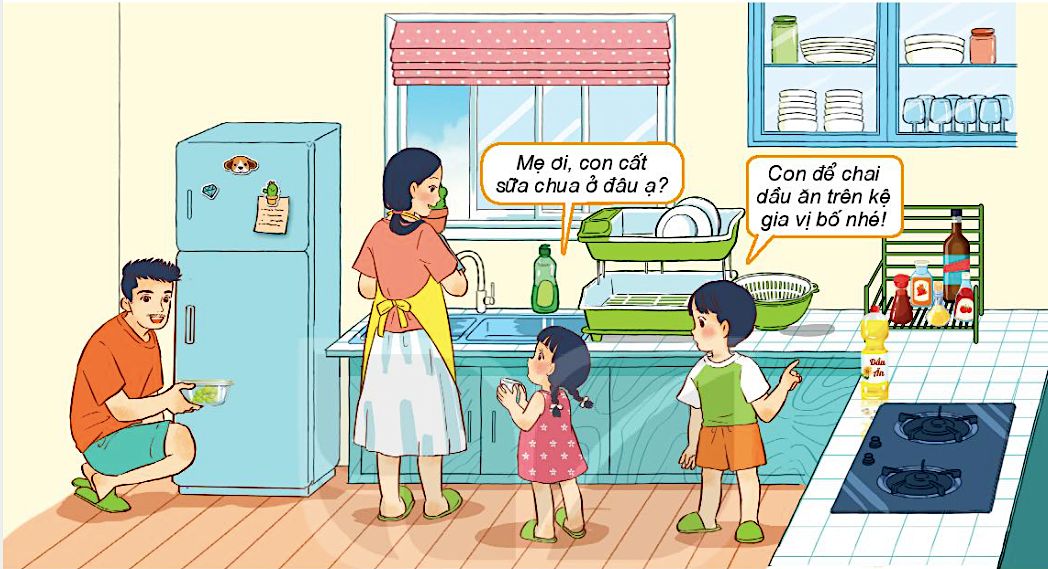 Mẹ ơi, con cất
sữa chua ở đâu ạ?
Con để chai
dầu ăn trên kệ
gia vị bố nhé!
Dầu
Ăn